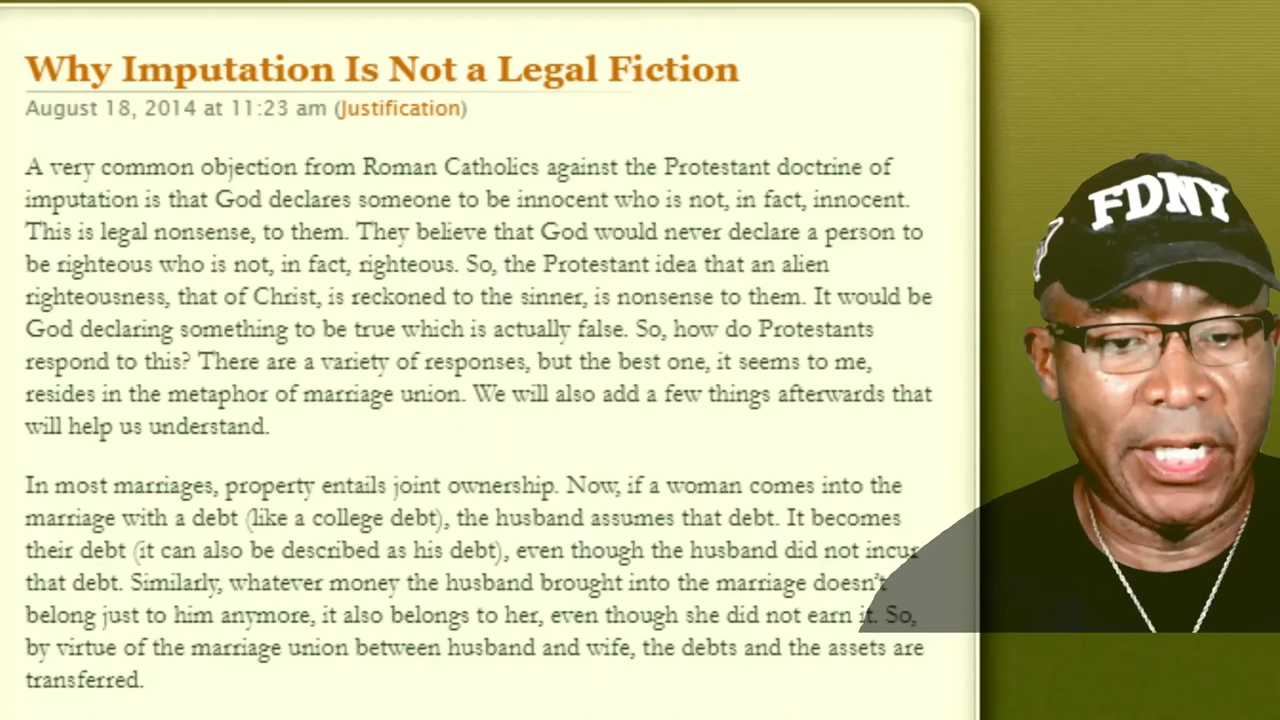 Why Imputation Is Not a Legal Fiction
August 18, 2014 at 11:23 am (Justification)
A very common objection from Roman Catholics against the Protestant doctrine of
imputation is that God declares someone to be innocent who is not, in fact, innocent.
This is legal nonsense, to them. They believe that God would never declare a person to
be righteous who is not, in fact, righteous. So, the Protestant idea that an alien
righteousness, that of Christ, is reckoned to the sinner, is nonsense to them. It would be
God declaring something to be true which is actually false. So, how do Protestants
respond to this? There are a variety of responses, but the best one, it seems to me,
resides in the metaphor of marriage union. We will also add a few things afterwards that
will help us understand.
In most marriages, property entails joint ownership. Now, if a woman comes into the
marriage with a debt (like a college debt), the husband assumes that debt. It becomes
their debt (it can also be described as his debt), even though the husband did not incur
that debt. Similarly, whatever money the husband brought into the marriage doesn't
belong just to him anymore, it also belongs to her, even though she did not earn it. So,
by virtue of the marriage union between husband and wife, the debts and the assets are
transferred.
FDNY